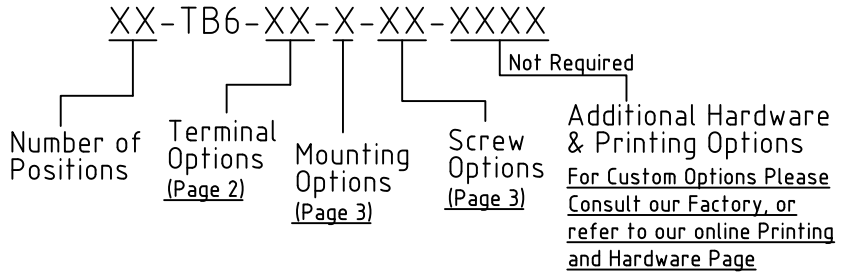 XX-TB6-XX-X-XX-XXXX
Not Required
Number of
Positions
Terminal
Options
(Page 2)
Mounting
Options
(Page 3)
Screw
Options
(Page 3)
Additional Hardware
& Printing Options
For Custom Options Please
Consult our Factory, or
refer to our online Printing
and Hardware Page